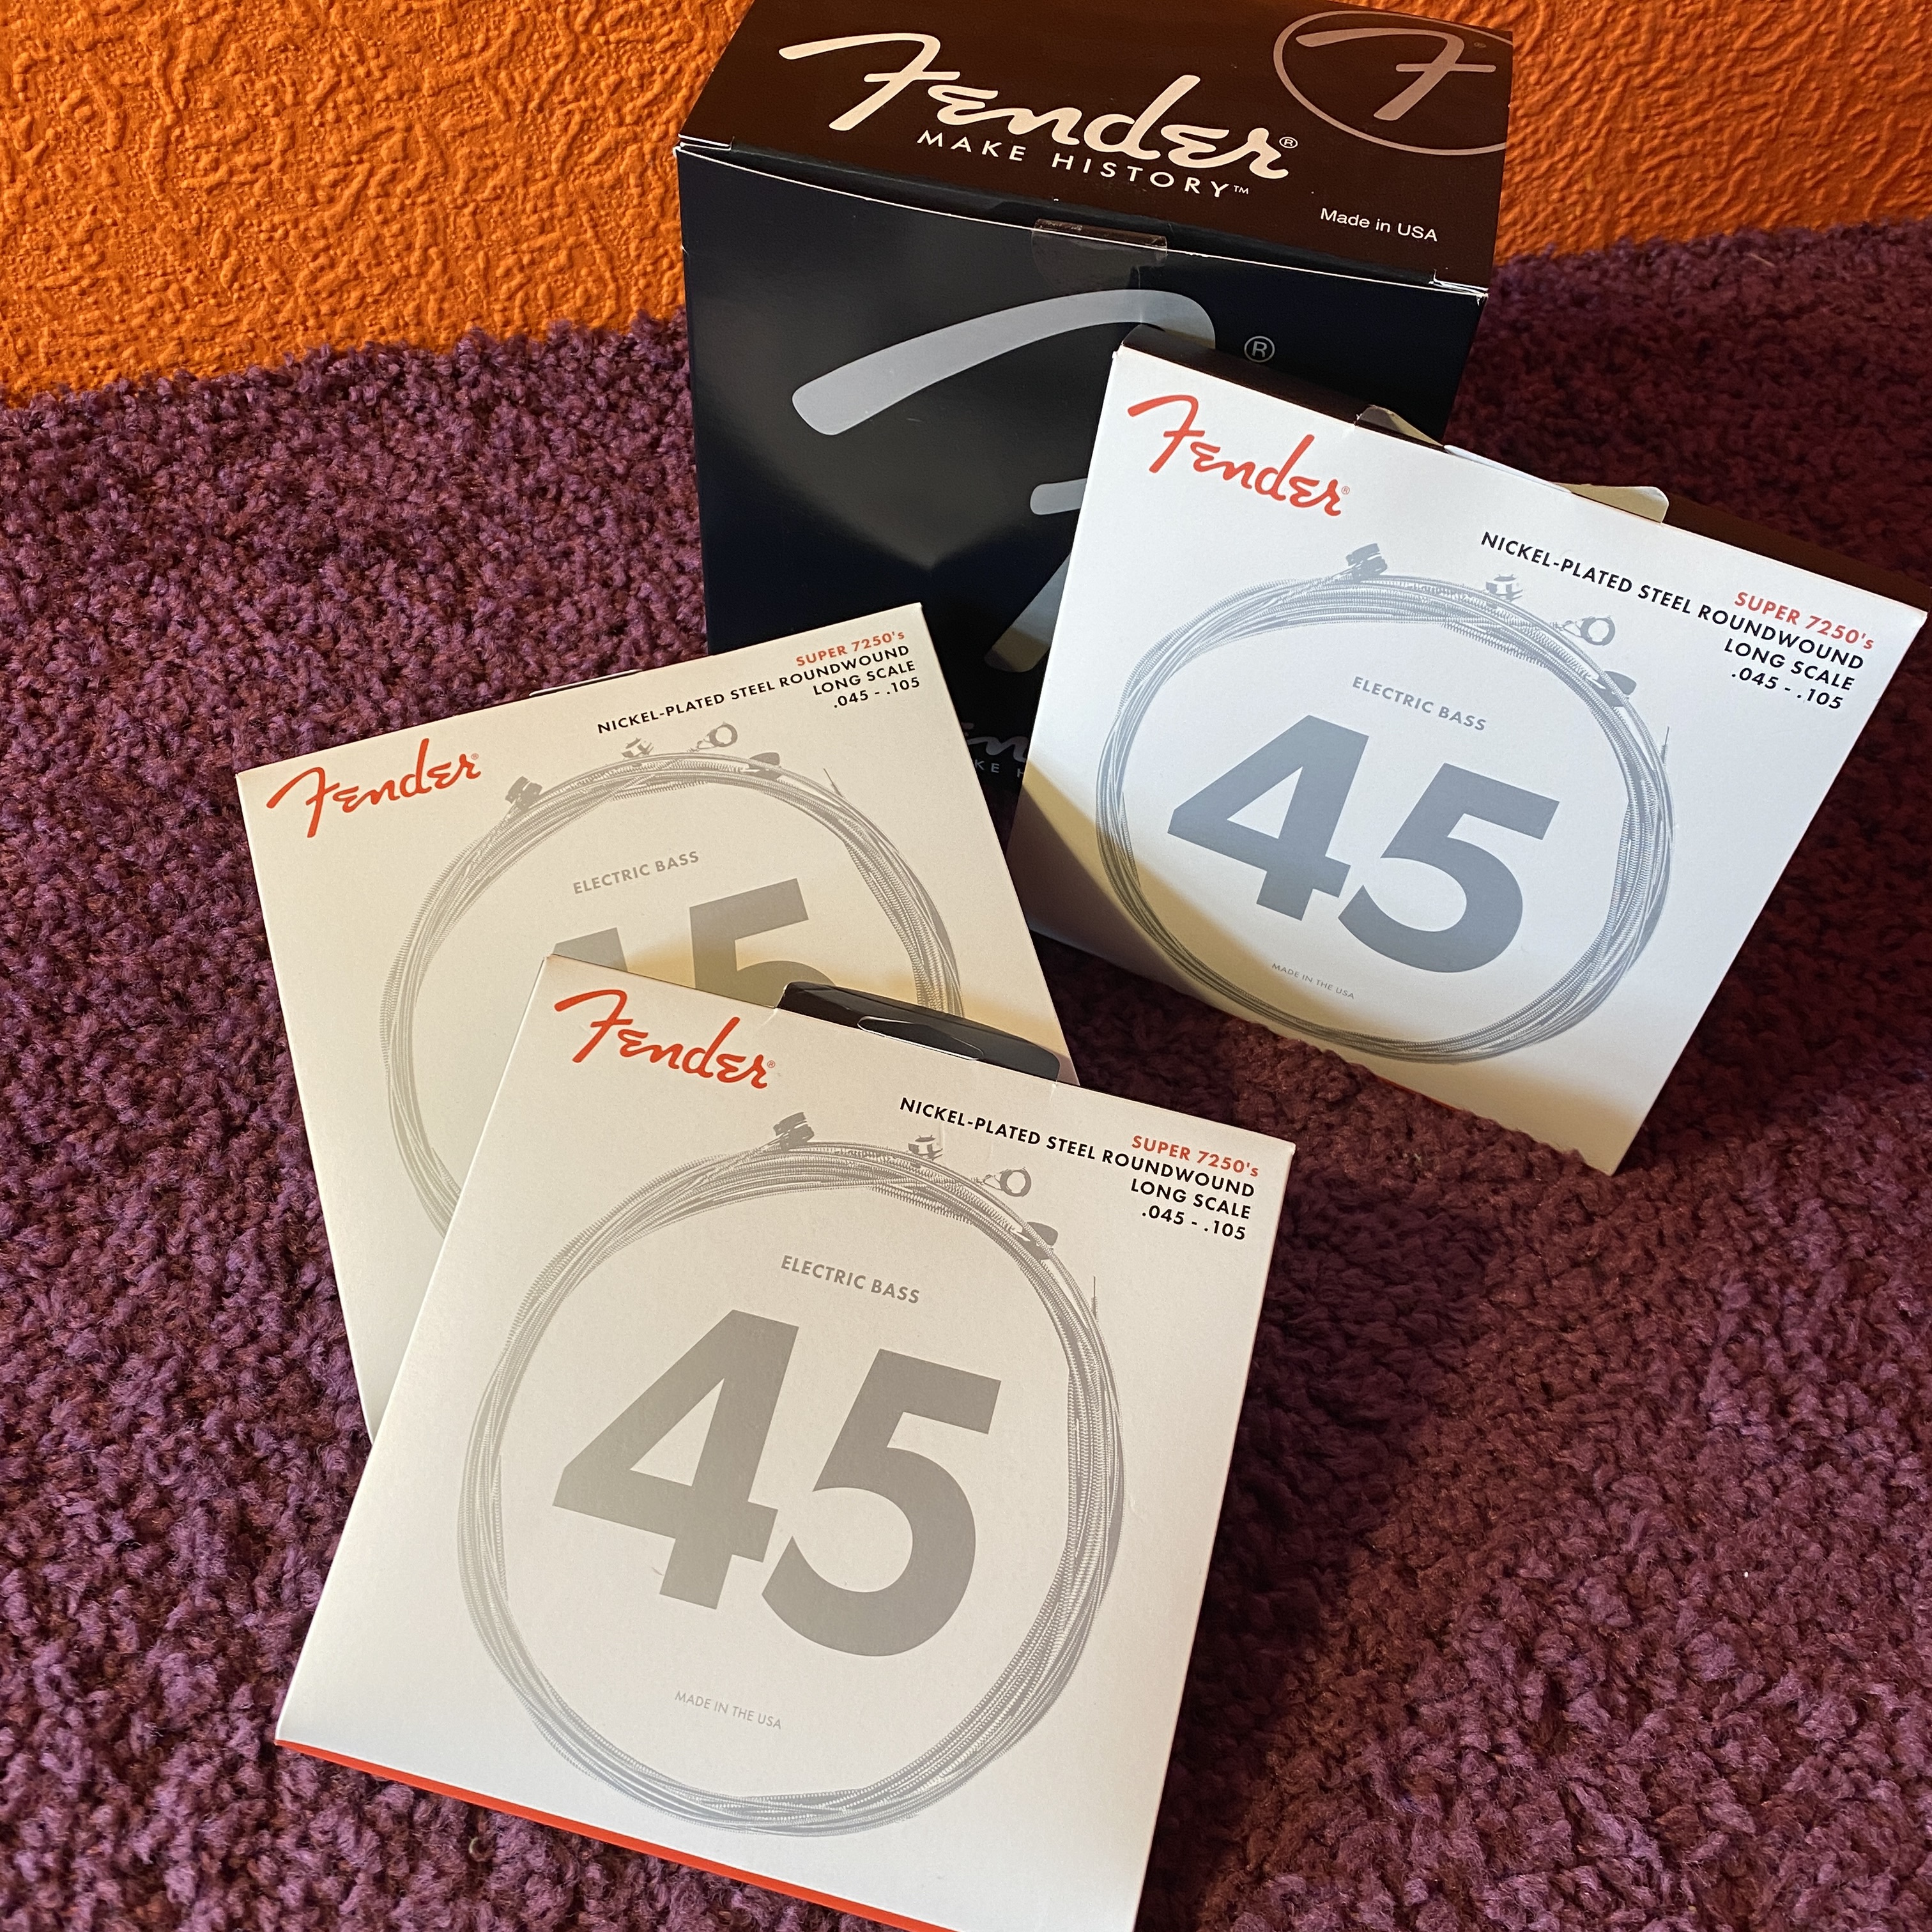 Fender®
MAKE HISTORY™
F®
Made in USA
®
Fender®
SUPER 7250's
NICKEL-PLATED STEEL ROUNDWOUND
LONG SCALE
.045 - .105
ELECTRIC BASS
45
MADE IN THE USA
Fender®
SUPER 7250's
NICKEL-PLATED STEEL ROUNDWOUND
LONG SCALE
.045 - .105
ELECTRIC BASS
45
Fender®
SUPER 7250's
NICKEL-PLATED STEEL ROUNDWOUND
LONG SCALE
.045 - .105
ELECTRIC BASS
45
MADE IN THE USA